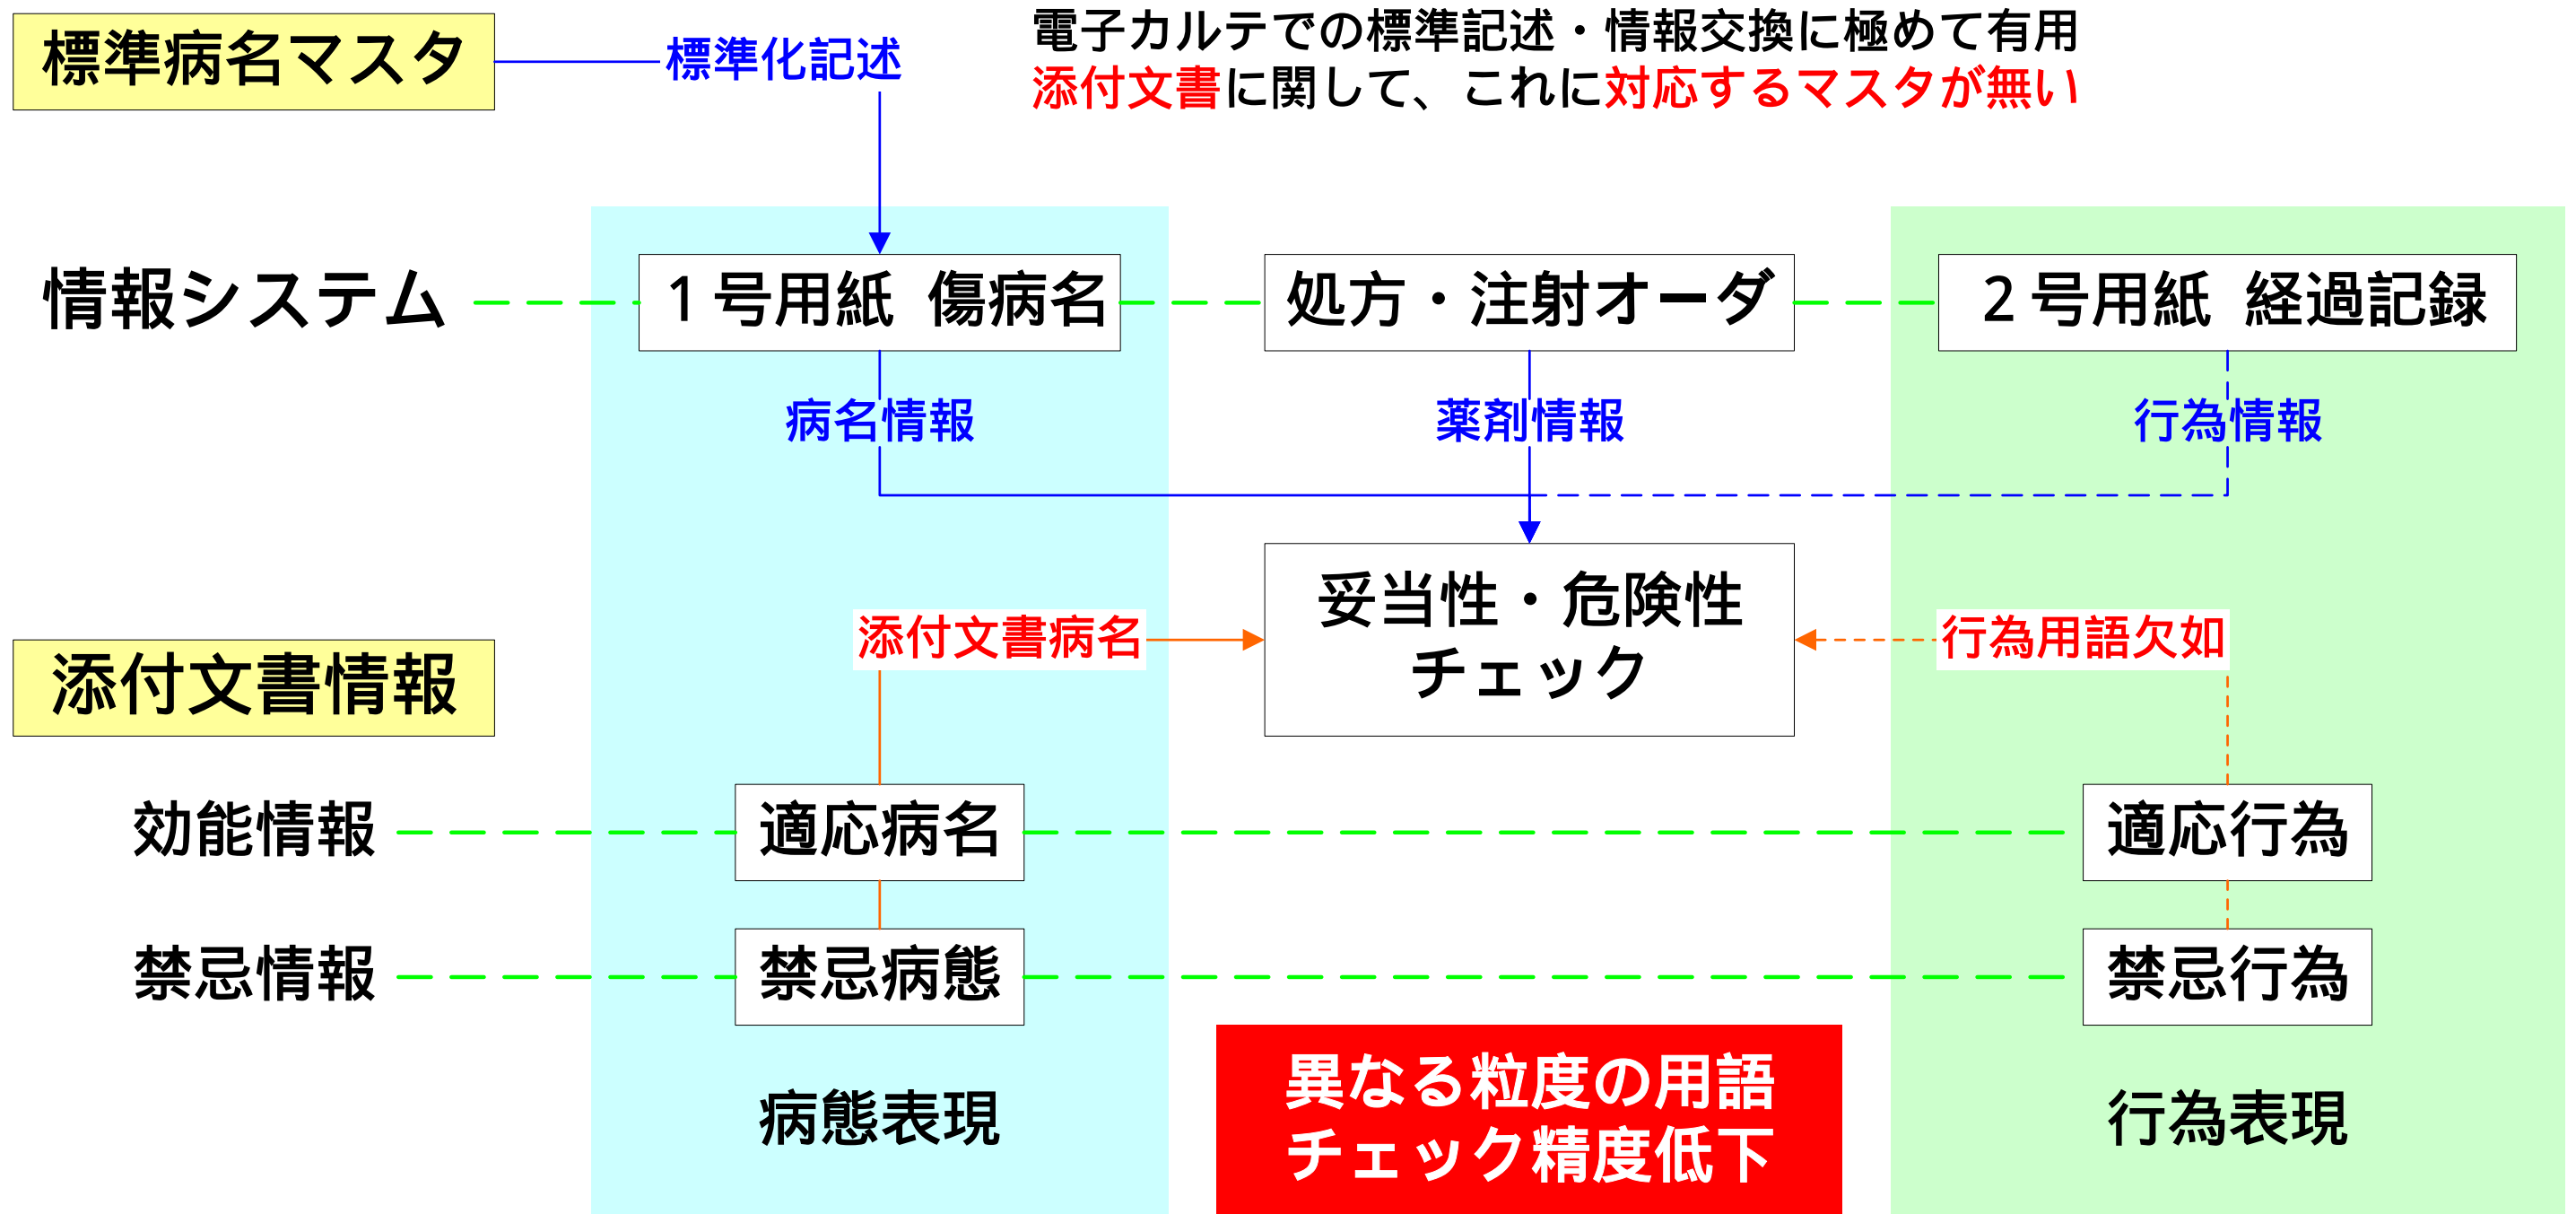 標準病名マスタ
標準化記述
電子カルテでの標準記述・情報交換に極めて有用
添付文書に関して、これに対応するマスタが無い
情報システム
1号用紙 傷病名
処方・注射オーダ
2号用紙 経過記録
病名情報
薬剤情報
行為情報
妥当性・危険性
チェック
添付文書病名
行為用語欠如
添付文書情報
効能情報
適応病名
適応行為
禁忌情報
禁忌病態
禁忌行為
病態表現
異なる粒度の用語
チェック精度低下
行為表現